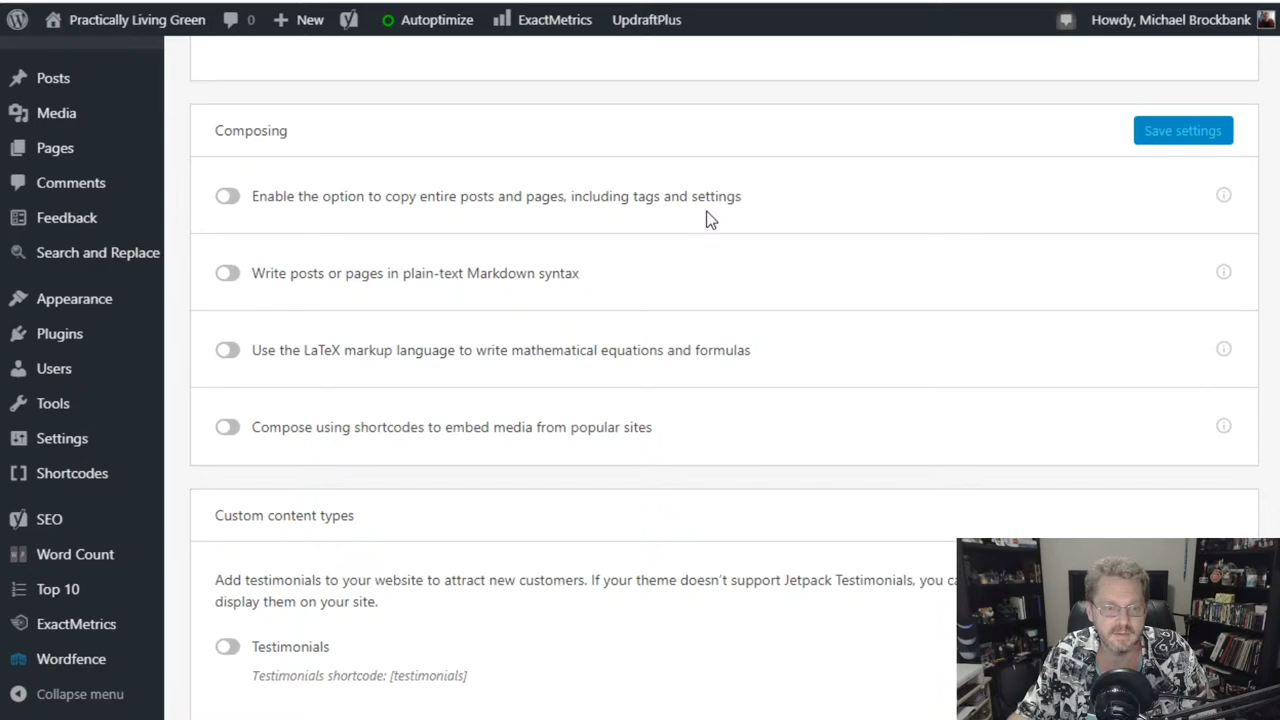 Practically Living Green 0 New Autoptimize ExactMetrics UpdraftPlus Howdy, Michael Brockbank
Posts
Media
Pages
Comments
Feedback
Search and Replace
Appearance
Plugins
Users
Tools
Settings
Shortcodes
SEO
Word Count
Top 10
ExactMetrics
Wordfence
Collapse menu
Composing
Save settings
Enable the option to copy entire posts and pages, including tags and settings
Write posts or pages in plain-text Markdown syntax
Use the LaTeX markup language to write mathematical equations and formulas
Compose using shortcodes to embed media from popular sites
Custom content types
Add testimonials to your website to attract new customers. If your theme doesn't support Jetpack Testimonials, you
display them on your site.
Testimonials
Testimonials shortcode: [testimonials]